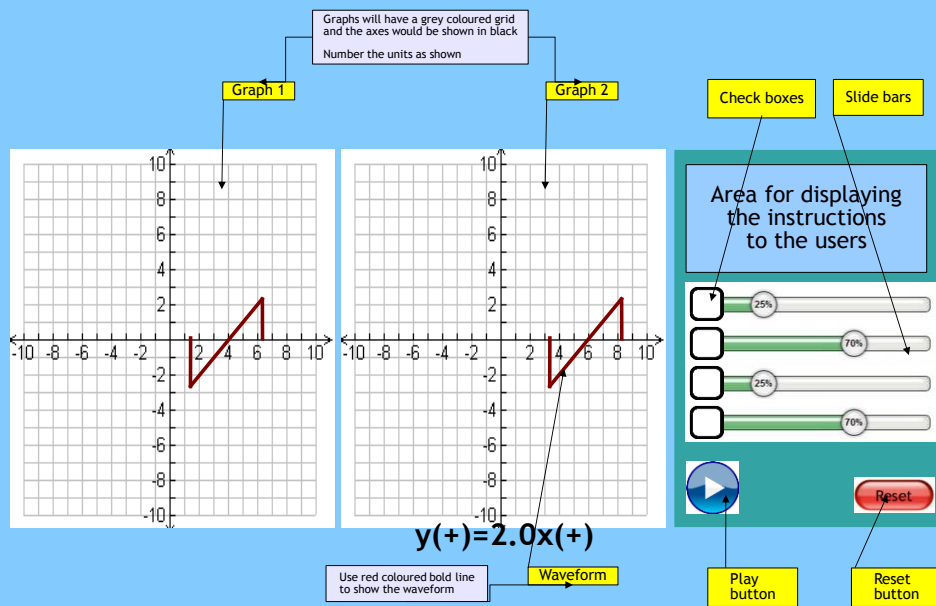 Graphs will have a grey coloured grid
and the axes would be shown in black
Number the units as shown
Graph 1
Graph 2
Check boxes
Slide bars
10
8
6
4
2
-10 -8 -6 -4 -2 2 4 6 8 10
-2
-4
-6
-8
-10
10
8
6
4
2
-10 -8 -6 -4 -2 2 4 6 8 10
-2
-4
-6
-8
-10
Area for displaying
the instructions
to the users
25%
70%
25%
70%
Reset
y(+)=2.0x(+)
Use red coloured bold line
to show the waveform
Waveform
Play
button
Reset
button